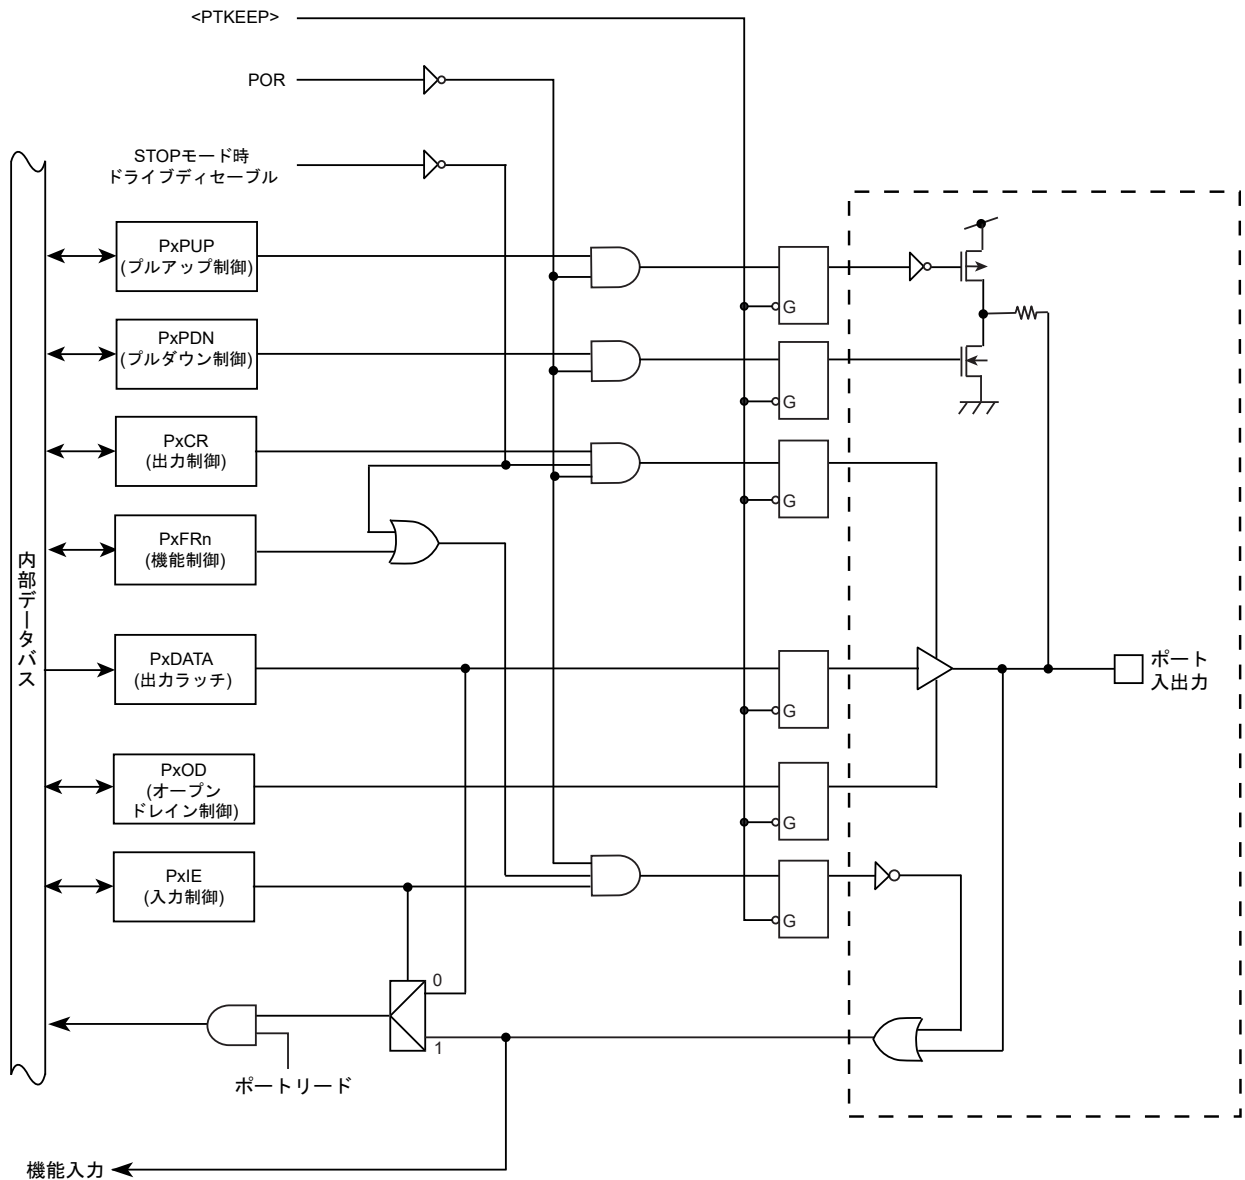 <PTKEEP>
POR
STOPモード時
ドライブディセーブル
PxPUP
(プルアップ制御)
G
PxPDN
(プルダウン制御)
G
PxCR
(出力制御)
G
PxFRn
(機能制御)
内部データバス
PxDATA
(出力ラッチ)
G
ポート
入出力
PxOD
(オープン
ドレイン制御)
G
PxIE
(入力制御)
G
0
1
ポートリード
機能入力